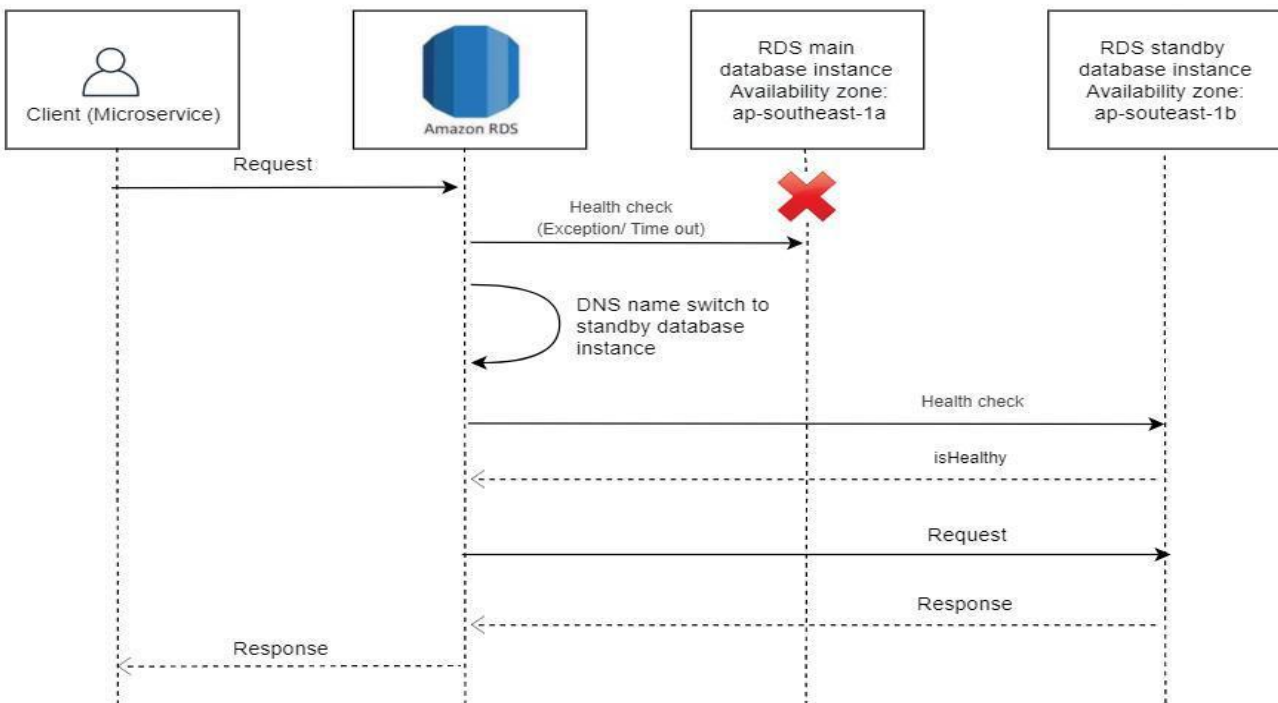 Client (Microservice)
Amazon RDS
RDS main
database instance
Availability zone:
ap-southeast-1a
RDS standby
database instance
Availability zone:
ap-souteast-1b
Request
Health check
(Exception/ Time out)
DNS name switch to
standby database
instance
Health check
isHealthy
Request
Response
Response